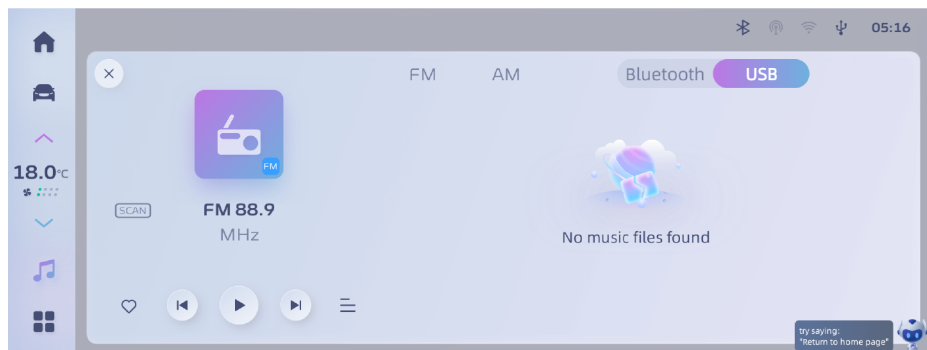 05:16
FM
AM
Bluetooth
USB
18.0°C
FM
SCAN
FM 88.9
MHz
No music files found
try saying:
"Return to home page"